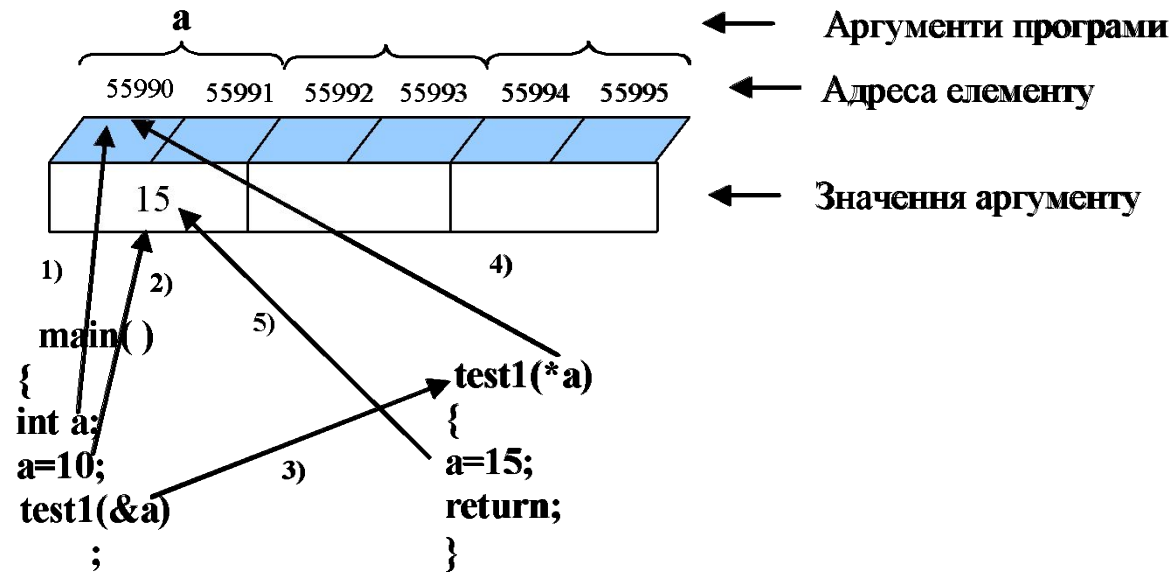 a
Аргументи програми
55990 55991 55992 55993 55994 55995
Адреса елементу
15
Значення аргументу
1)
2)
4)
5)
main( )
{
int a;
a=10;
test1(&a)
;
3)
test1(*a)
{
a=15;
return;
}